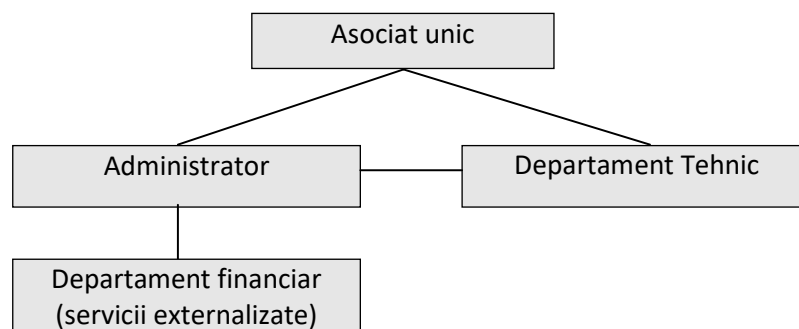 Asociat unic
Administrator
Departament Tehnic
Departament financiar
(servicii externalizate)